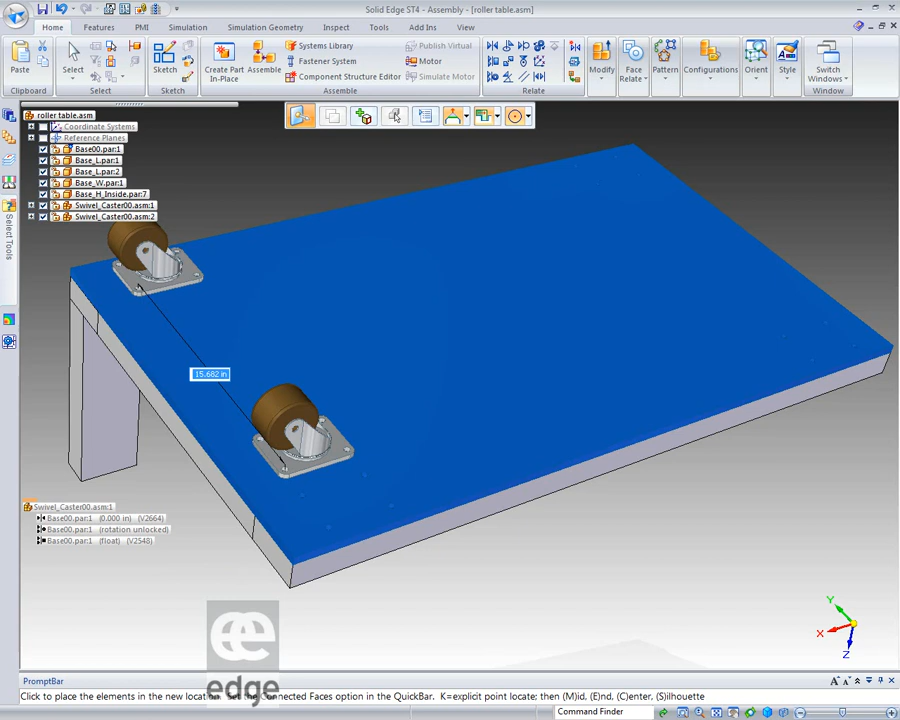 Solid Edge ST4 - Assembly - [roller table.asm]
Home
Features
PMI
Simulation
Simulation Geometry
Inspect
Tools
Add Ins
View
Paste
Clipboard
Select
Select
Sketch
Sketch
Create Part In-Place
Assemble
Systems Library
Fastener System
Component Structure Editor
Publish Virtual
Motor
Simulate Motor
Assemble
Relate
Modify
Face Relate
Pattern
Configurations
Orient
Style
Switch Windows
Window
Select Tools
roller table.asm
Coordinate Systems
Reference Planes
Base00.par:1
Base_L.par:1
Base_L.par:2
Base_W.par:1
Base_H_Inside.par:7
Swivel_Caster00.asm:1
Swivel_Caster00.asm:2
15.682 in
Swivel_Caster00.asm:1
Base00.par:1 (0.000 in) (V2664)
Base00.par:1 (rotation unlocked)
Base00.par:1 (float) (V2548)
Y
X
Z
ee
edge
PromptBar
Click to place the elements in the new location. Set the Connected Faces option in the QuickBar. K=explicit point locate; then (M)id, (E)nd, (C)enter, (S)ilhouette
Command Finder